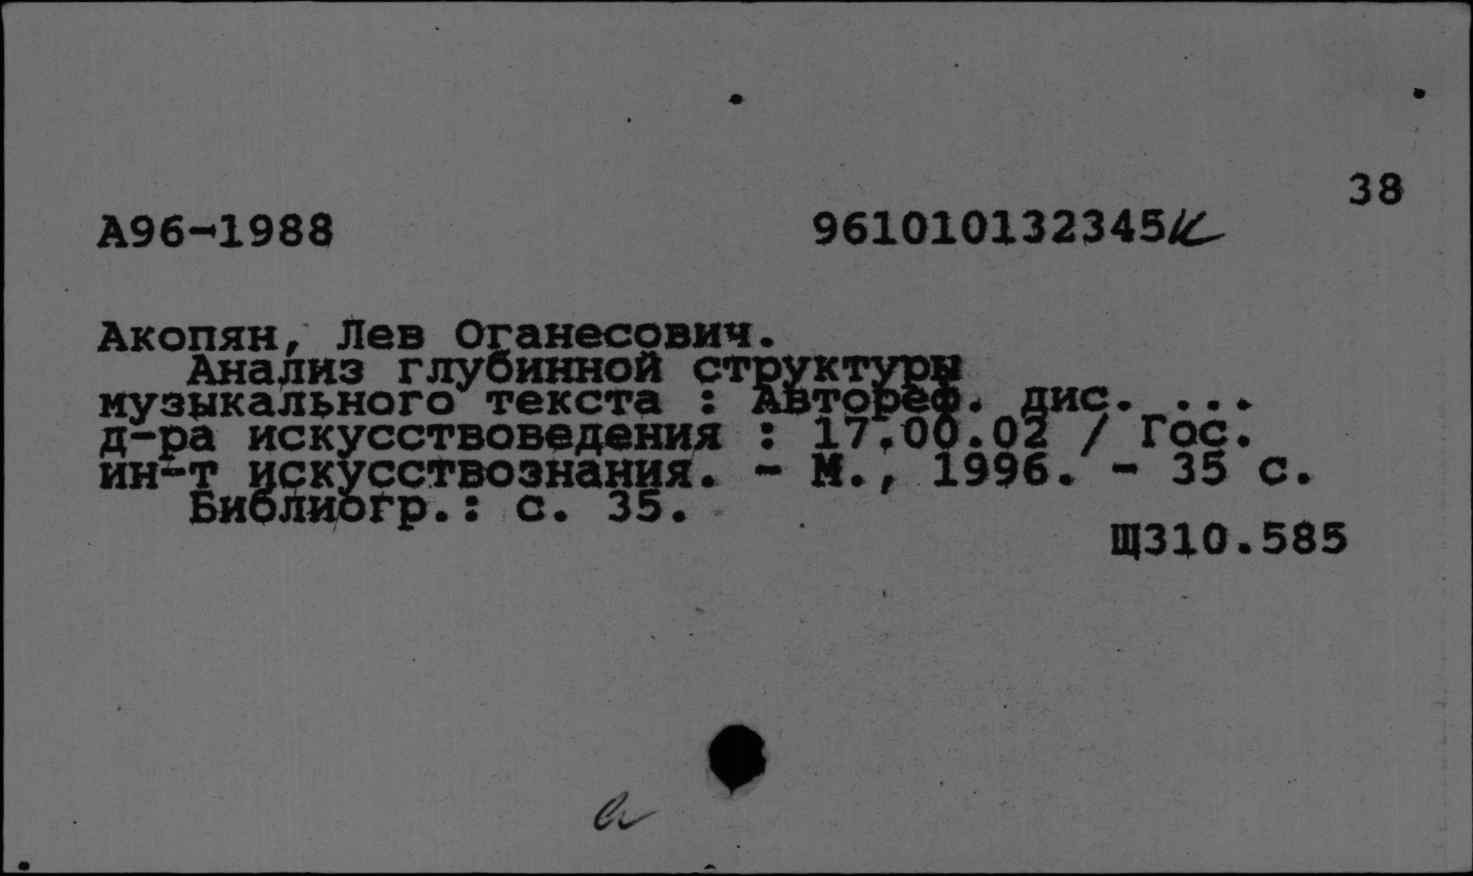 38
А96-1988 961010132345
Акопян, Лев Оганесович.
Анализ глубинной структуры
музыкального текста : Автореф. дис. ...
д-ра искусствоведения : 17.00.02 / Гос.
ин-т искусствознания. - М., 1996. - 35 с.
Библиогр.: с. 35.
Щ310.585